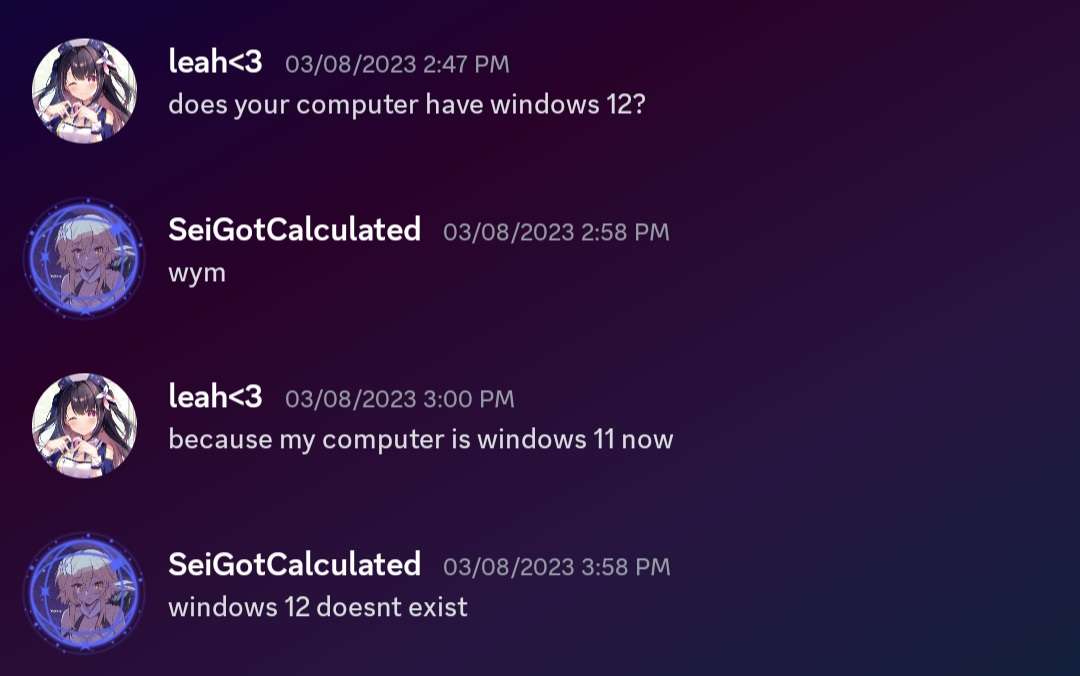 leah<3 03/08/2023 2:47 PM
does your computer have windows 12?
SeiGotCalculated 03/08/2023 2:58 PM
wym
leah<3 03/08/2023 3:00 PM
because my computer is windows 11 now
SeiGotCalculated 03/08/2023 3:58 PM
windows 12 doesnt exist